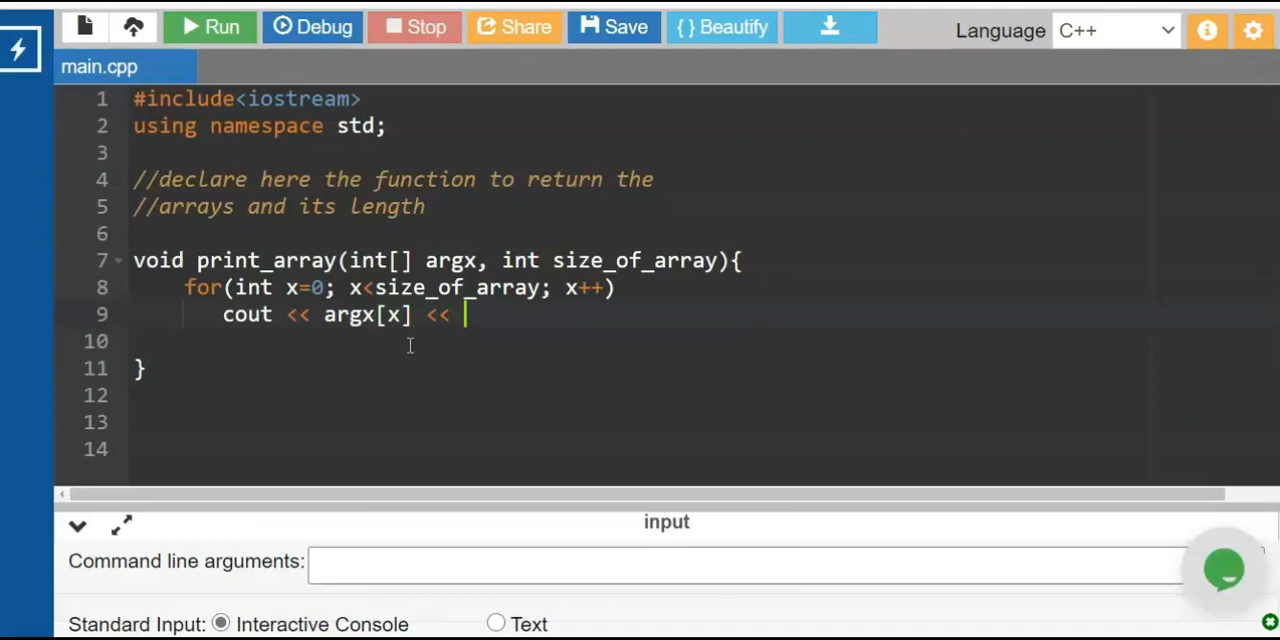 Run Debug Stop Share Save { } Beautify Language C++
main.cpp
1 #include<iostream>
2 using namespace std;
3
4 //declare here the function to return the
5 //arrays and its length
6
7 void print_array(int[] argx, int size_of_array){
8 for(int x=0; x<size_of_array; x++)
9 cout << argx[x] <<
10
11 }
12
13
14
input
Command line arguments:
Standard Input: Interactive Console Text